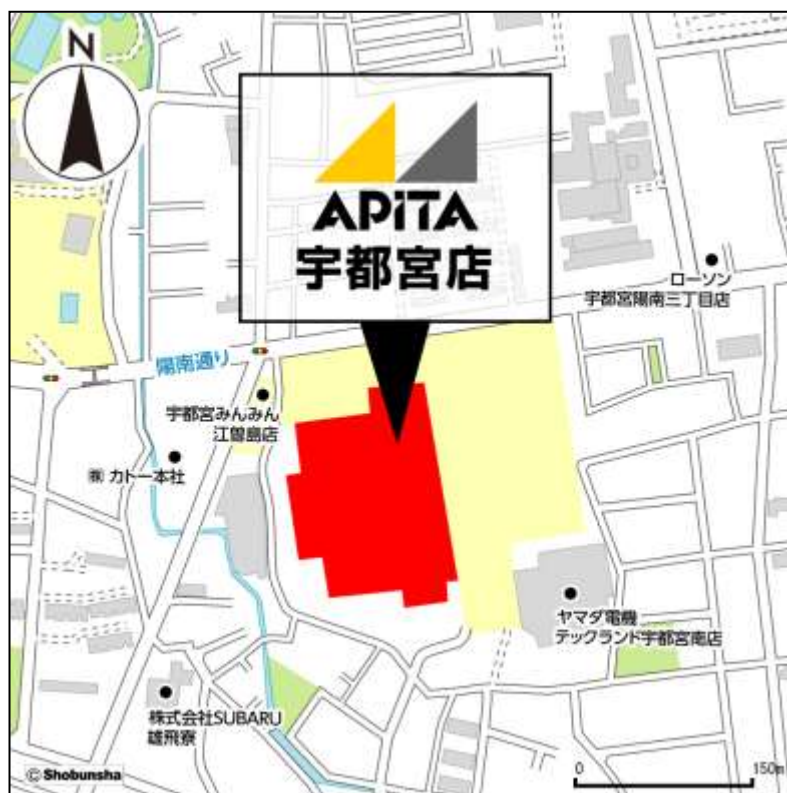 N
APiTA
宇都宮店
ローソン
宇都宮陽南三丁目店
陽南通り
宇都宮みんみん
江曽島店
㈱ カトー本社
ヤマダ電機
テックランド宇都宮南店
株式会社SUBARU
雄飛寮
© Shobunsha
0 150m